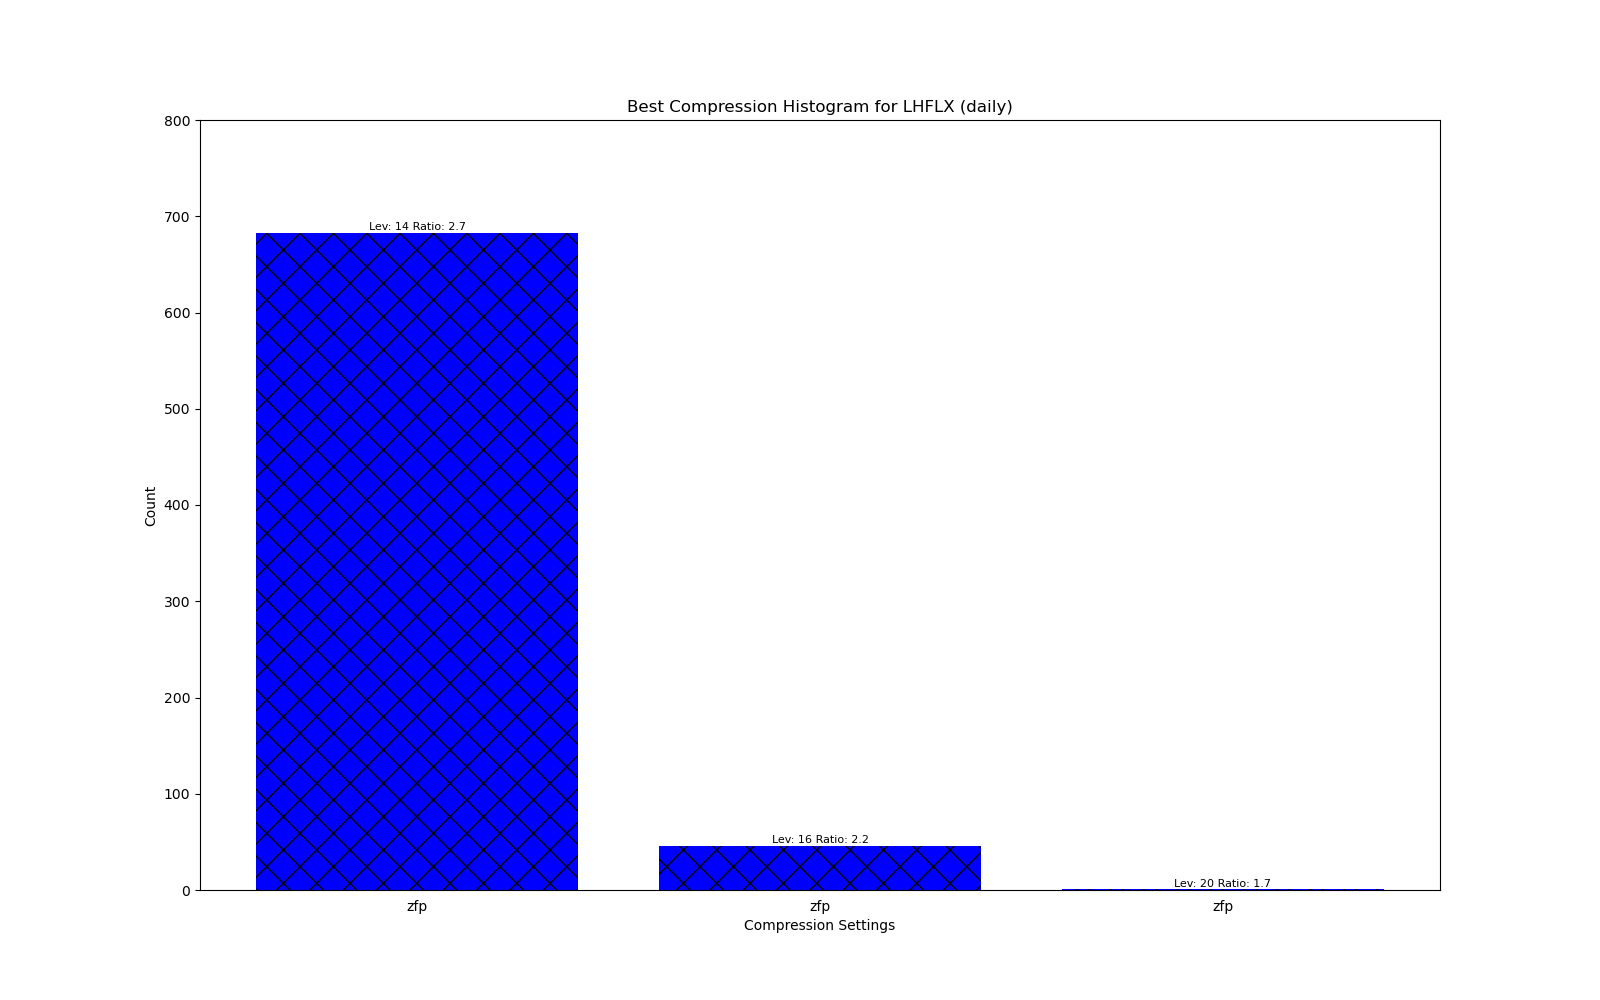 Best Compression Histogram for LHFLX (daily)
800
700
600
500
400
300
200
100
0
Count
Lev: 14 Ratio: 2.7
Lev: 16 Ratio: 2.2
Lev: 20 Ratio: 1.7
zfp zfp zfp
Compression Settings